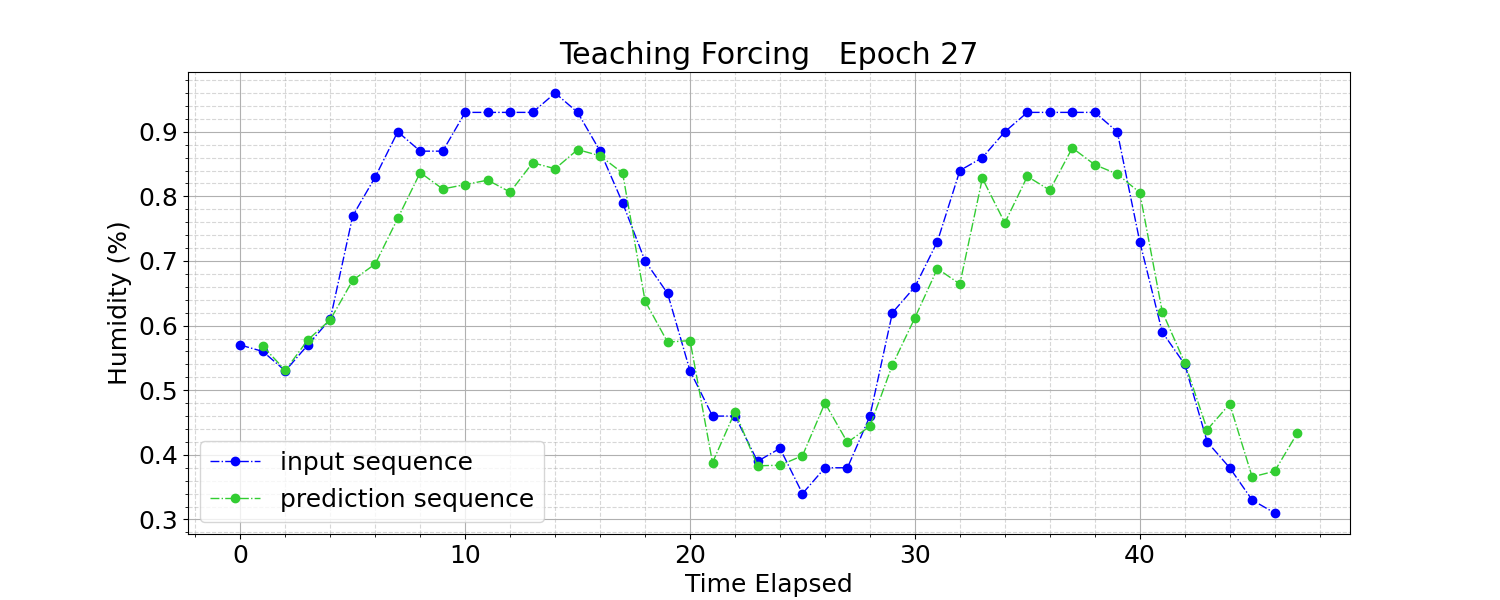 Teaching Forcing   Epoch 27
Humidity (%)
0.9
0.8
0.7
0.6
0.5
0.4
0.3
input sequence
prediction sequence
0 10 20 30 40
Time Elapsed